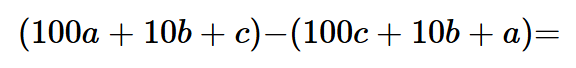 (100a + 10b + c)−(100c + 10b + a)=